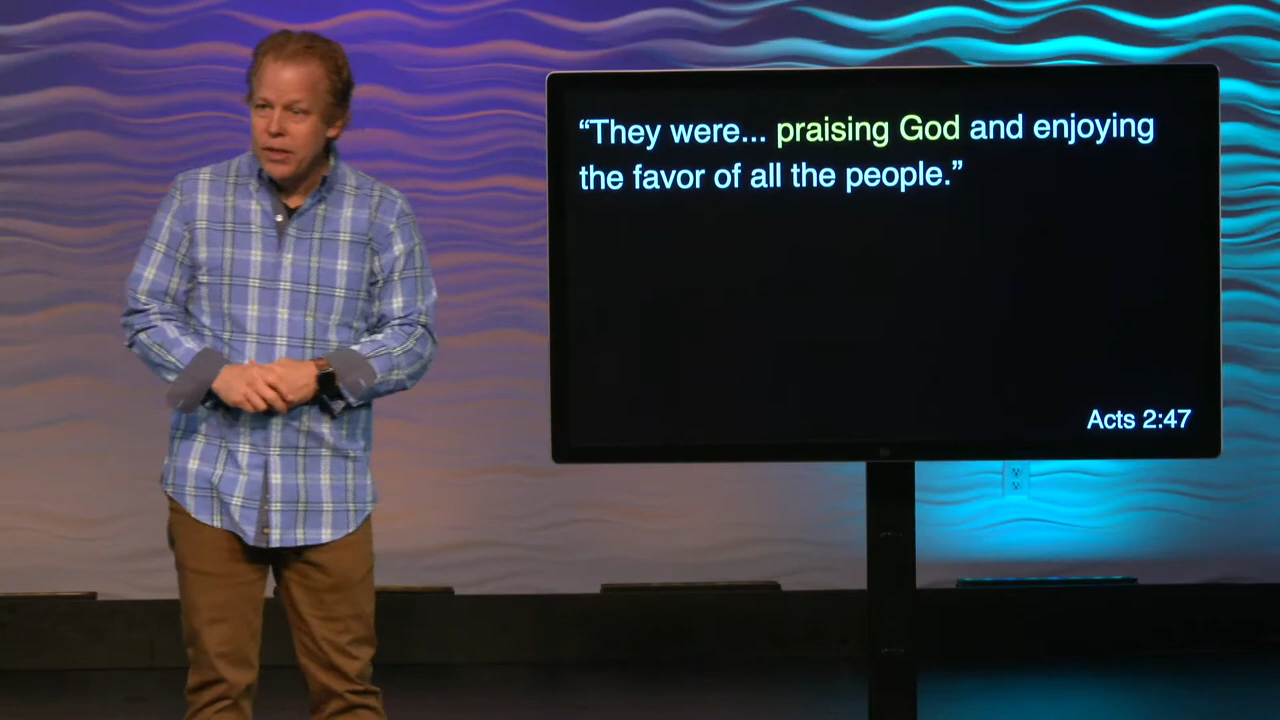 “They were... praising God and enjoying
the favor of all the people.”
Acts 2:47